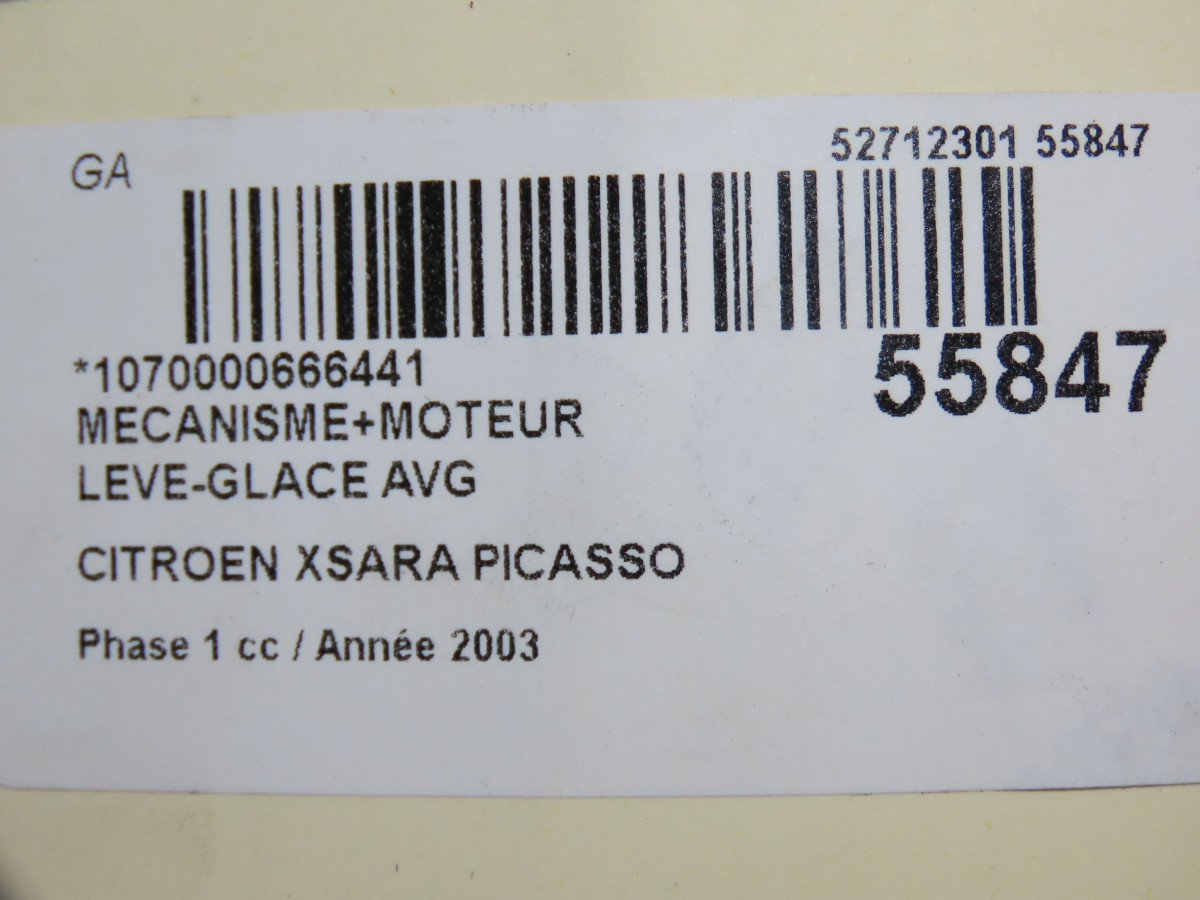 GA
52712301 55847
*1070000666441
55847
MECANISME+MOTEUR
LEVE-GLACE AVG
CITROEN XSARA PICASSO
Phase 1 cc / Année 2003